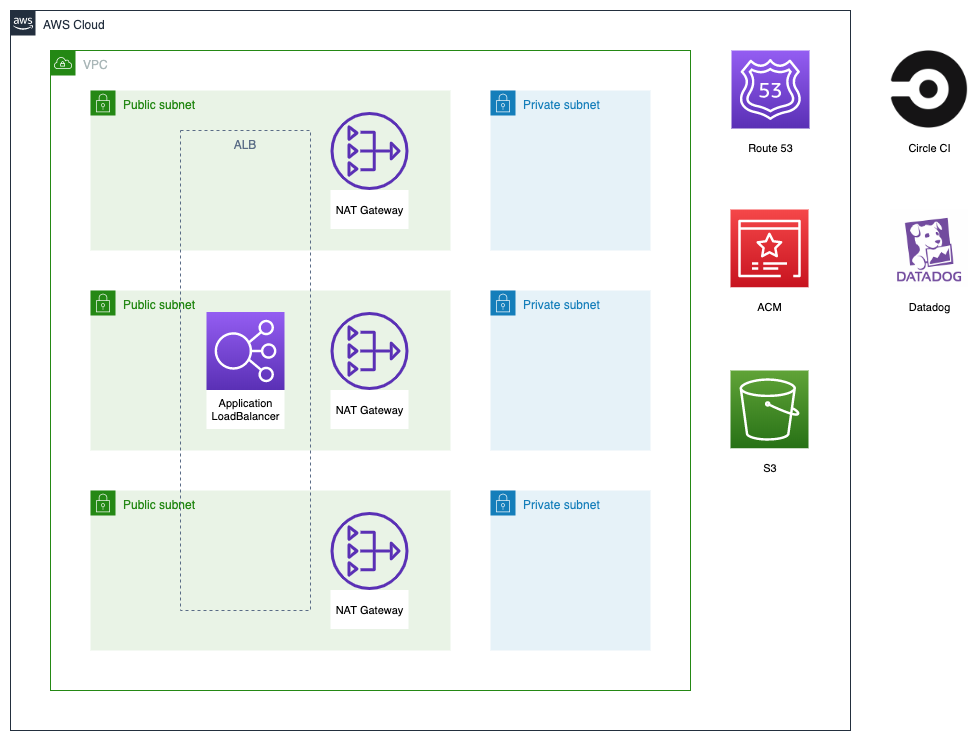 aws
AWS Cloud
VPC
Public subnet
Private subnet
ALB
NAT Gateway
53
Route 53
Circle CI
Public subnet
Private subnet
Application
LoadBalancer
NAT Gateway
ACM
DATADOG
Datadog
S3
Public subnet
Private subnet
NAT Gateway